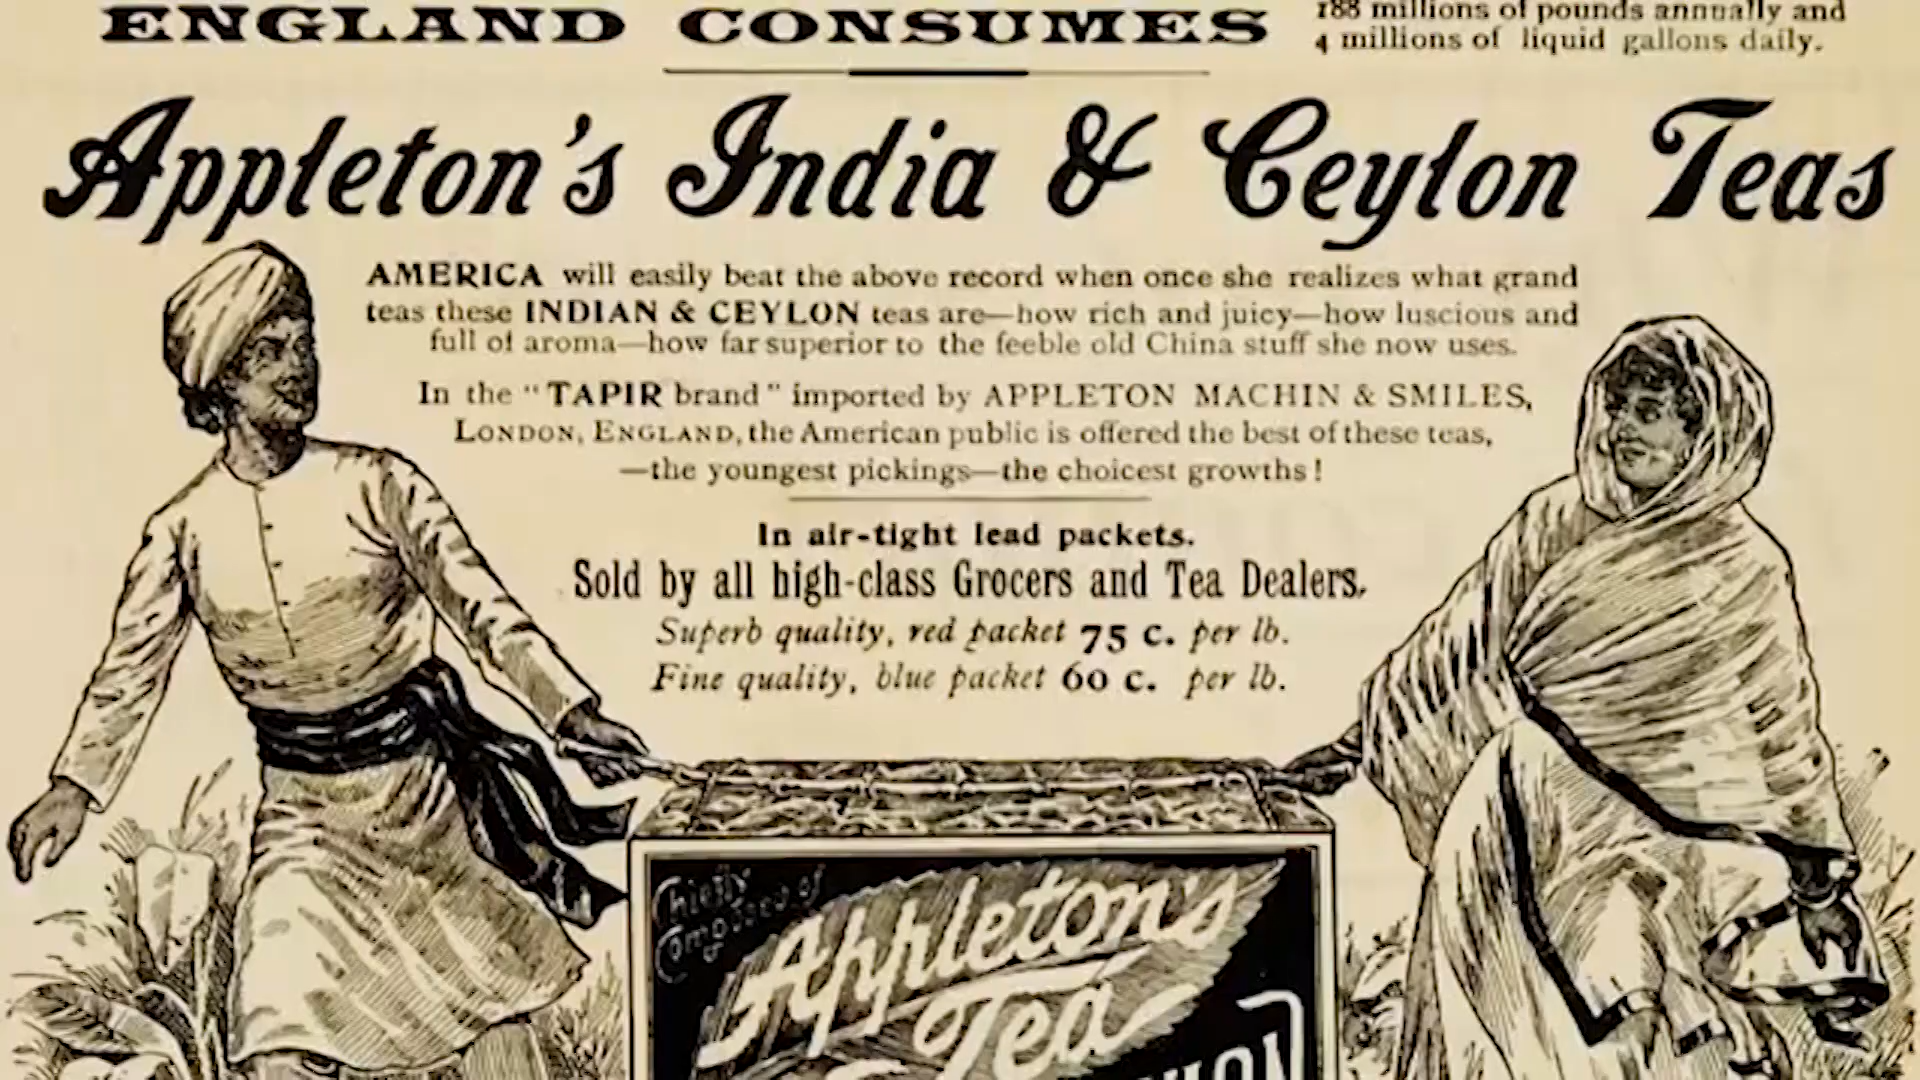 ENGLAND CONSUMES
188 millions of pounds annually and
4 millions of liquid gallons daily.
Appleton's India & Ceylon Teas
AMERICA will easily beat the above record when once she realizes what grand
teas these INDIAN & CEYLON teas are—how rich and juicy—how luscious and
full of aroma—how far superior to the feeble old China stuff she now uses.
In the "TAPIR brand" imported by APPLETON MACHIN & SMILES,
LONDON, ENGLAND, the American public is offered the best of these teas,
—the youngest pickings—the choicest growths!
In air-tight lead packets.
Sold by all high-class Grocers and Tea Dealers.
Superb quality, red packet 75 c. per lb.
Fine quality, blue packet 60 c. per lb.
Chiefly
Composed of
Appleton's
Tea